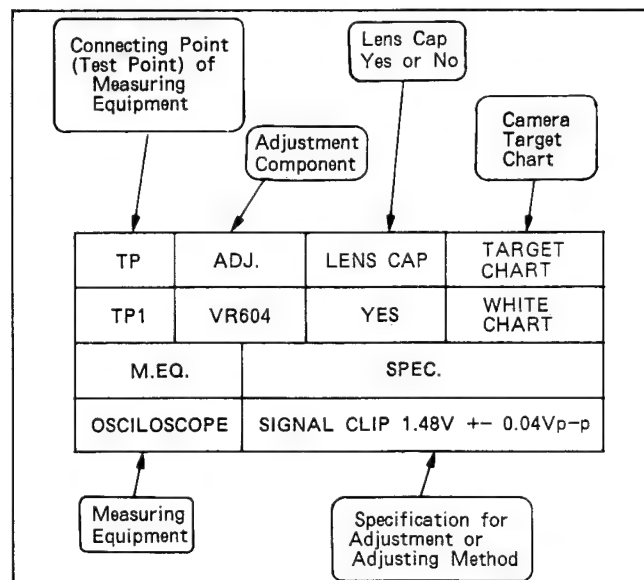 Connecting Point
(Test Point) of
Measuring
Equipment
Lens Cap
Yes or No
Adjustment
Component
Camera
Target
Chart
TP ADJ. LENS CAP TARGET
CHART
TP1 VR604 YES WHITE
CHART
M.EQ. SPEC.
OSCILOSCOPE SIGNAL CLIP 1.48V +- 0.04Vp-p
Measuring
Equipment
Specification for
Adjustment or
Adjusting Method